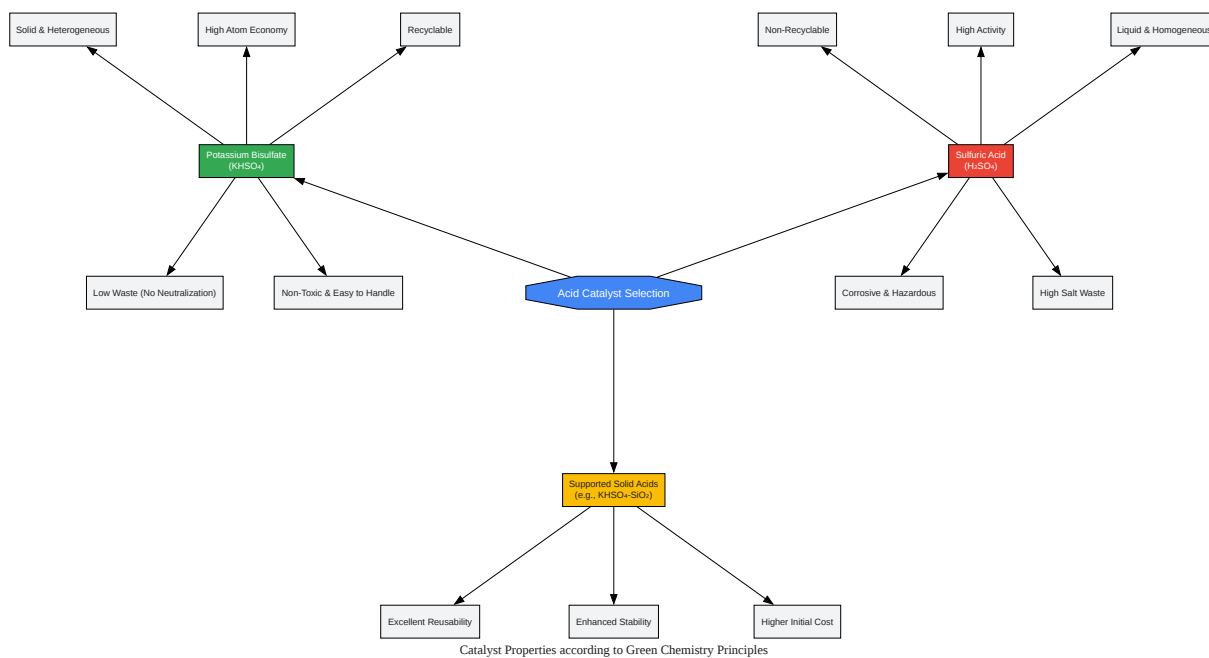 Solid & Heterogeneous
High Atom Economy
Recyclable
Non-Recyclable
High Activity
Liquid & Homogeneous
Potassium Bisulfate
(KHSO₄)
Sulfuric Acid
(H₂SO₄)
Low Waste (No Neutralization)
Non-Toxic & Easy to Handle
Acid Catalyst Selection
Corrosive & Hazardous
High Salt Waste
Supported Solid Acids
(e.g., KHSO₄-SiO₂)
Excellent Reusability
Enhanced Stability
Higher Initial Cost
Catalyst Properties according to Green Chemistry Principles